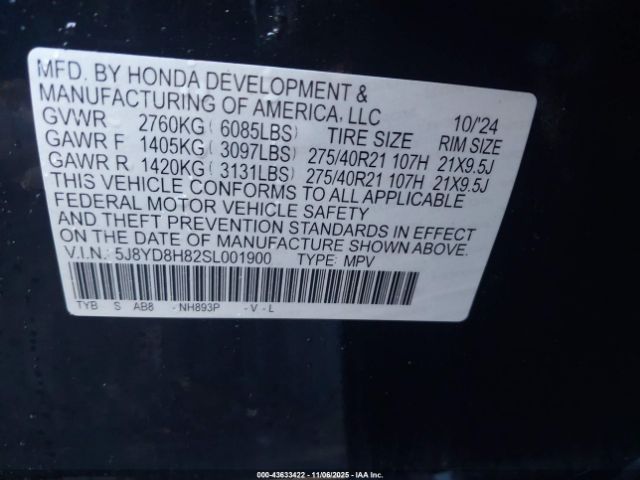 MFD. BY HONDA DEVELOPMENT &
MANUFACTURING OF AMERICA, LLC 10/'24
GVWR 2760KG ( 6085LBS) TIRE SIZE RIM SIZE
GAWR F 1405KG ( 3097LBS) 275/40R21 107H 21X9.5J
GAWR R 1420KG ( 3131LBS) 275/40R21 107H 21X9.5J
THIS VEHICLE CONFORMS TO ALL APPLICABLE
FEDERAL MOTOR VEHICLE SAFETY
AND THEFT PREVENTION STANDARDS IN EFFECT
ON THE DATE OF MANUFACTURE SHOWN ABOVE.
V.I.N.: 5J8YD8H82SL001900 TYPE: MPV
TYB S AB8 - NH893P - V - L
000-43633422 | 11/06/2025 | IAA Inc.